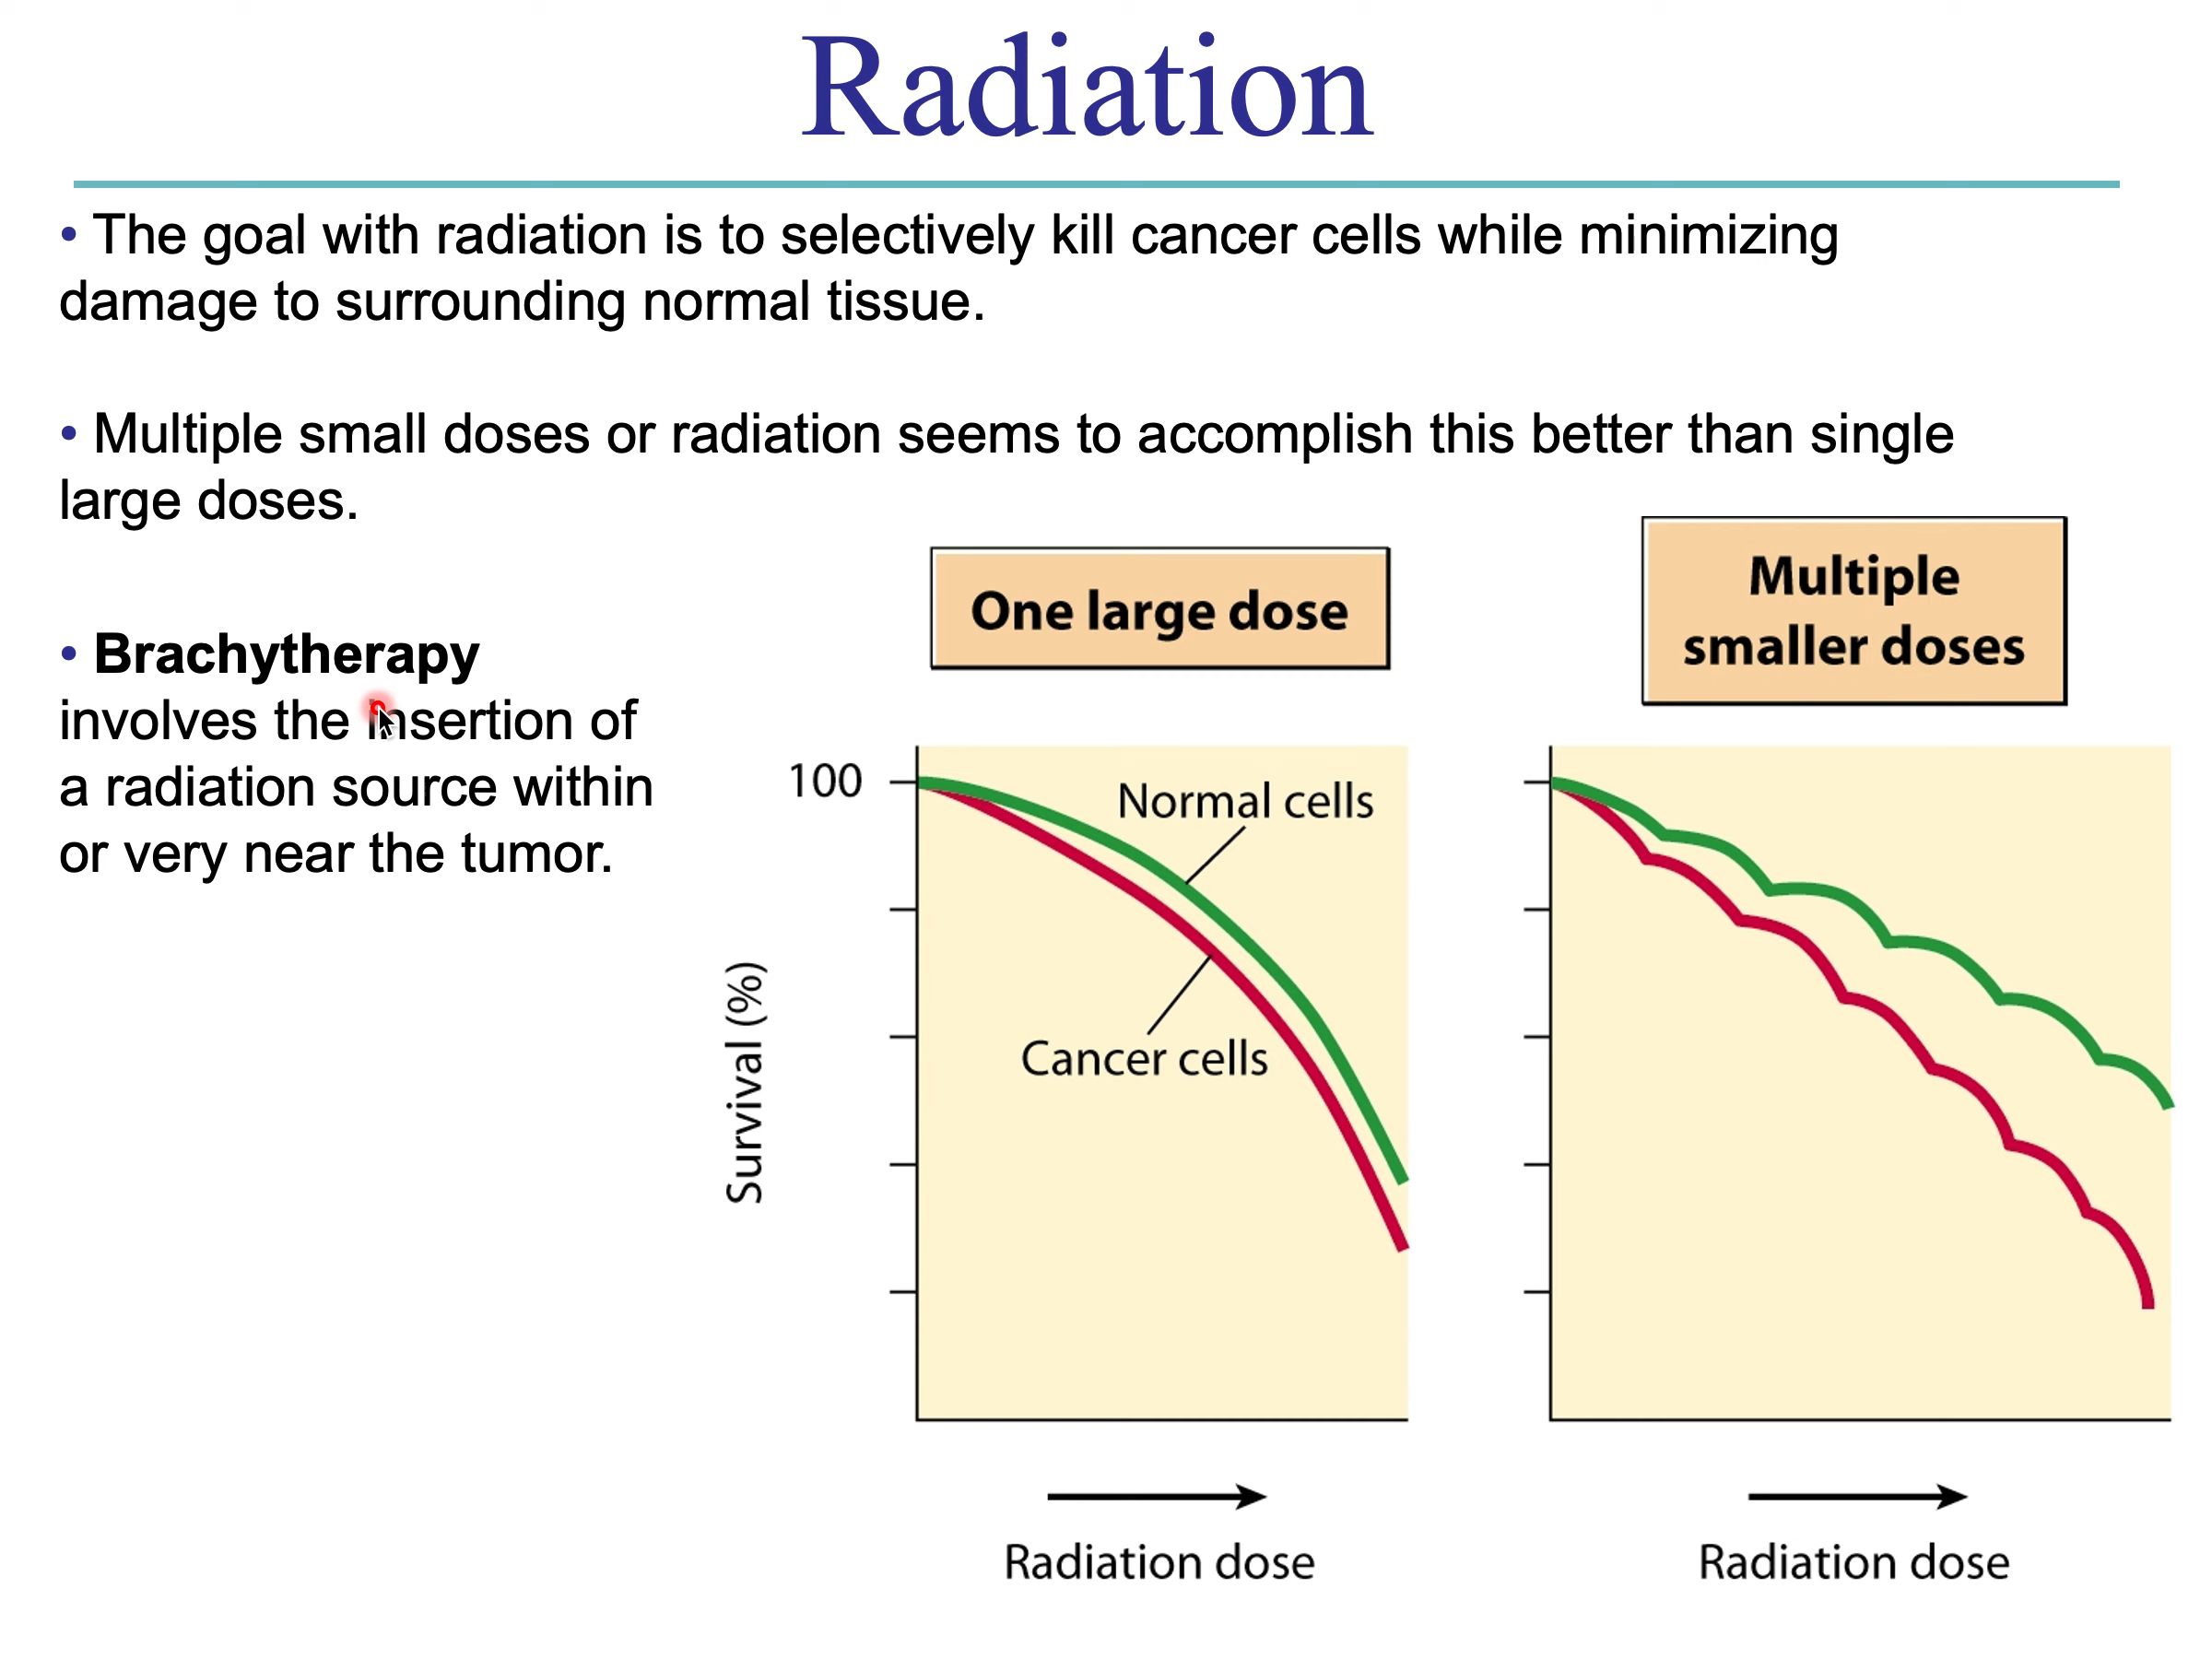 Radiation
• The goal with radiation is to selectively kill cancer cells while minimizing
damage to surrounding normal tissue.
• Multiple small doses or radiation seems to accomplish this better than single
large doses.
• Brachytherapy
involves the insertion of
a radiation source within
or very near the tumor.
One large dose
100
Normal cells
Cancer cells
Survival (%)
Radiation dose
Multiple
smaller doses
Radiation dose